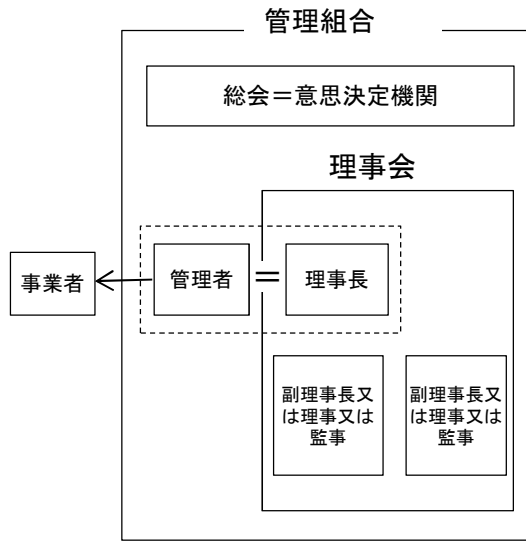 管理組合
総会＝意思決定機関
理事会
事業者
管理者
＝
理事長
副理事長又
は理事又は
監事
副理事長又
は理事又は
監事